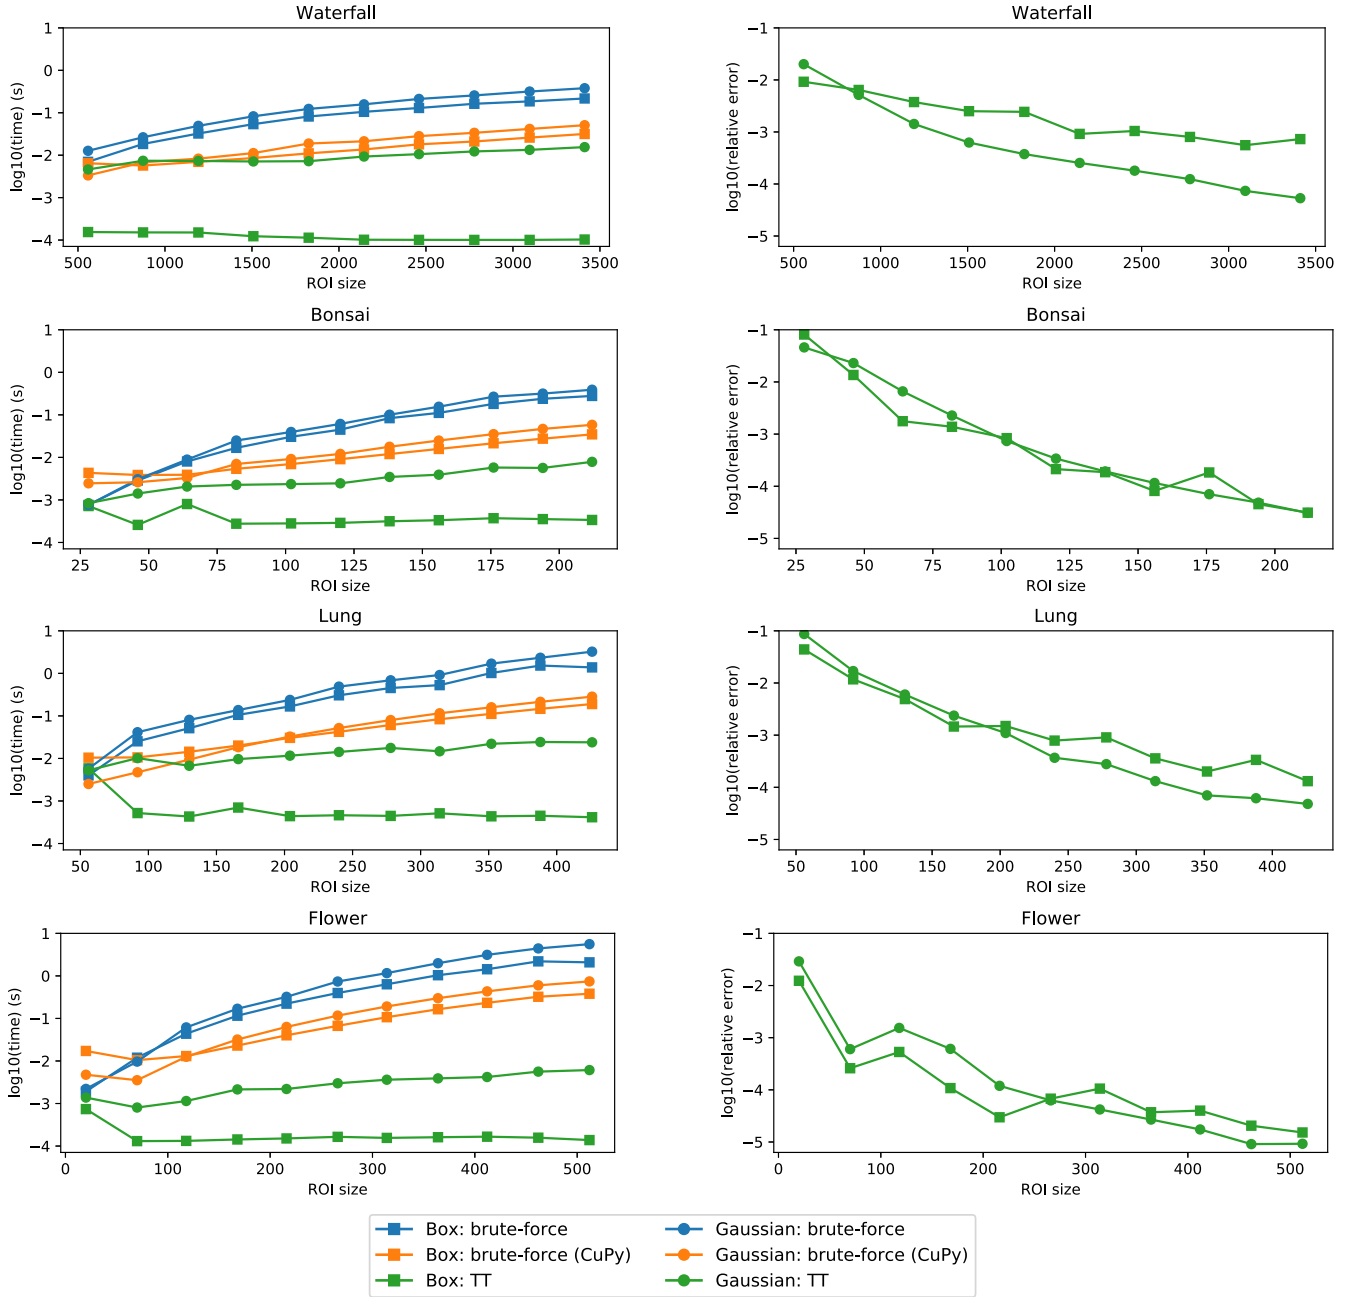 Waterfall
1
0
−1
−2
−3
−4
log10(time) (s)
500 1000 1500 2000 2500 3000 3500
ROI size
Waterfall
−1
−2
−3
−4
−5
log10(relative error)
500 1000 1500 2000 2500 3000 3500
ROI size
Bonsai
1
0
−1
−2
−3
−4
log10(time) (s)
25 50 75 100 125 150 175 200
ROI size
Bonsai
−1
−2
−3
−4
−5
log10(relative error)
25 50 75 100 125 150 175 200
ROI size
Lung
1
0
−1
−2
−3
−4
log10(time) (s)
50 100 150 200 250 300 350 400
ROI size
Lung
−1
−2
−3
−4
−5
log10(relative error)
50 100 150 200 250 300 350 400
ROI size
Flower
1
0
−1
−2
−3
−4
log10(time) (s)
0 100 200 300 400 500
ROI size
Flower
−1
−2
−3
−4
−5
log10(relative error)
0 100 200 300 400 500
ROI size
Box: brute-force
Box: brute-force (CuPy)
Box: TT
Gaussian: brute-force
Gaussian: brute-force (CuPy)
Gaussian: TT